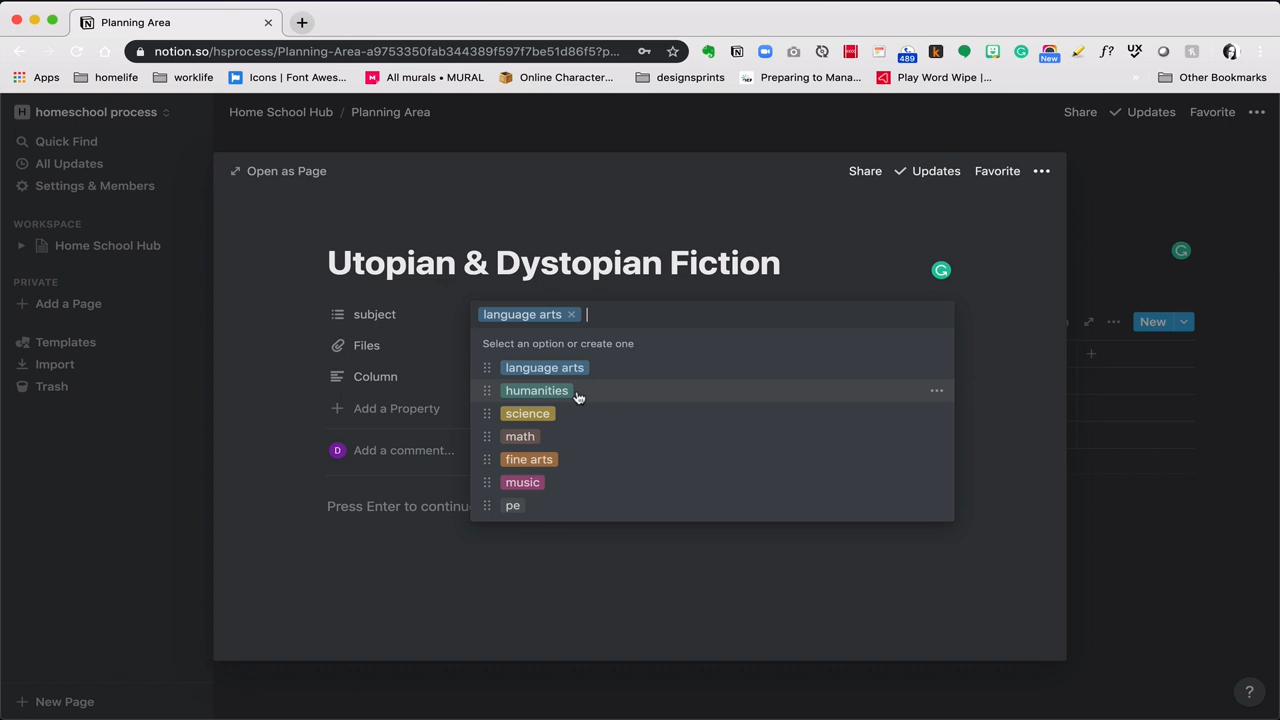 Planning Area
notion.so/hsprocess/Planning-Area-a9753350fab344389f597f7be51d86f5?p...
489
New
f?
UX
Apps
homelife
worklife
Icons | Font Awes...
All murals • MURAL
Online Character...
designsprints
Preparing to Mana...
Play Word Wipe |...
»
Other Bookmarks
H homeschool process
Home School Hub / Planning Area
Share
Updates
Favorite
•••
Quick Find
All Updates
Settings & Members
WORKSPACE
Home School Hub
PRIVATE
+ Add a Page
Templates
Import
Trash
+ New Page
Open as Page
Share
Updates
Favorite
•••
Utopian & Dystopian Fiction
subject
language arts ×
Files
Select an option or create one
Column
language arts
humanities
•••
+ Add a Property
science
math
D Add a comment...
fine arts
music
Press Enter to continu
pe
•••
New
+
?